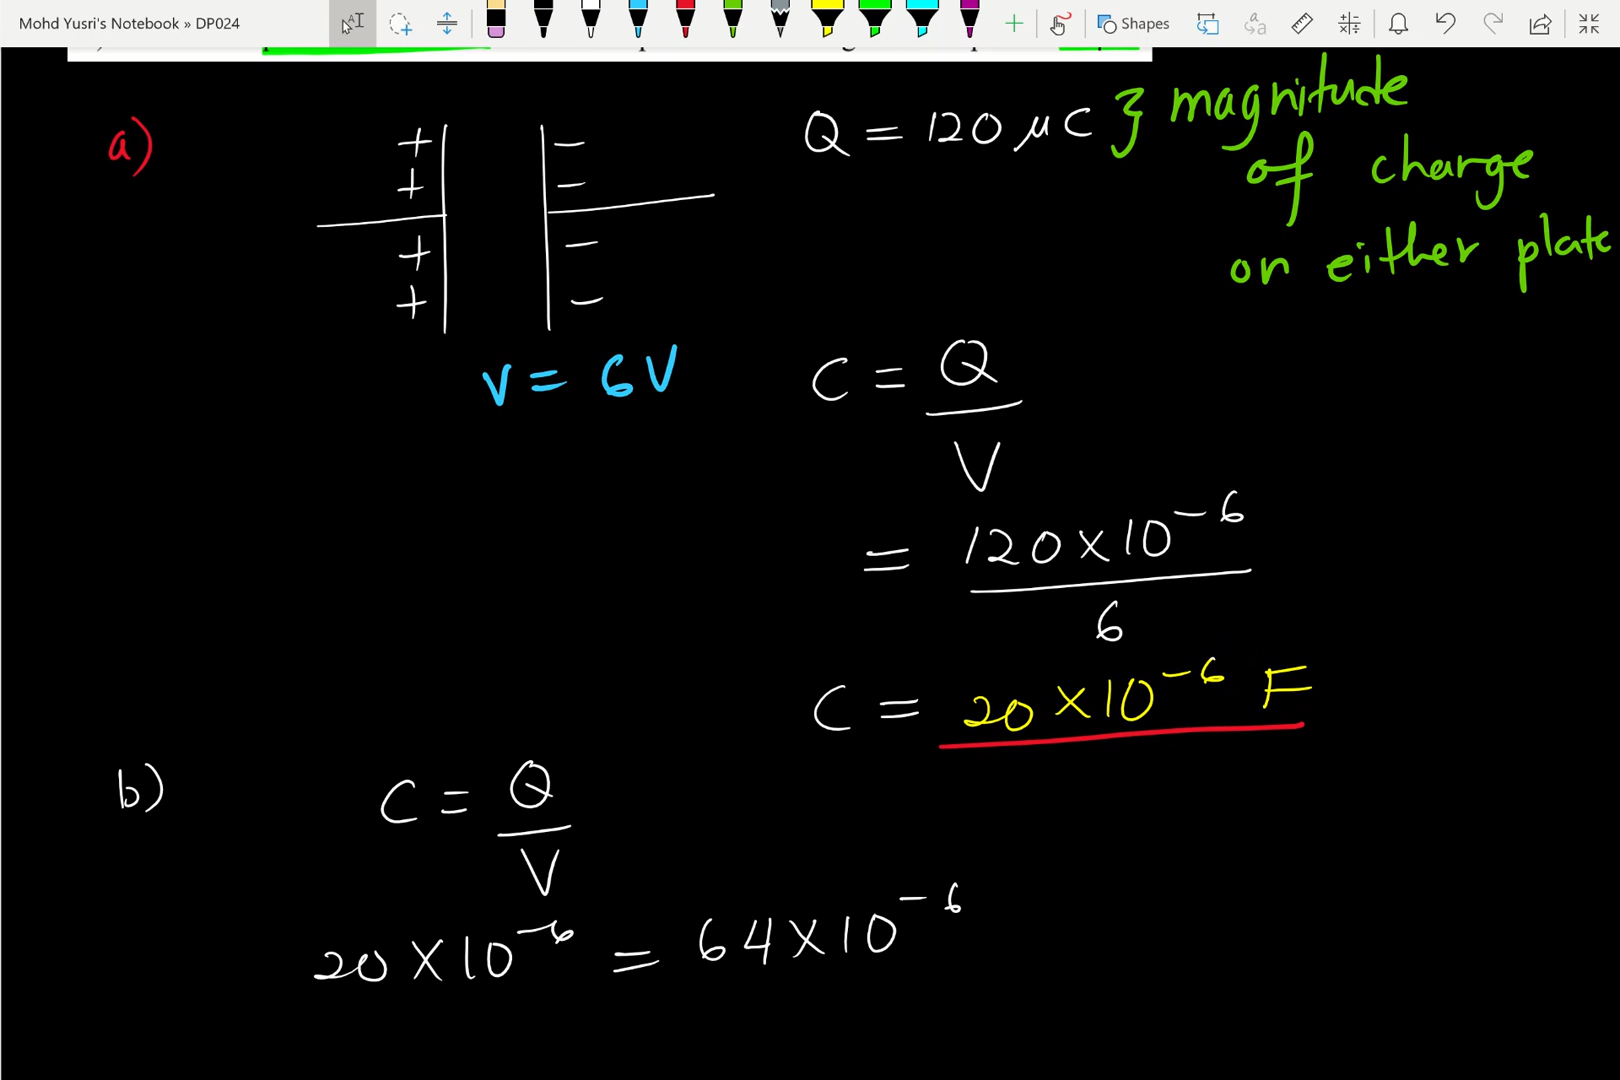 Mohd Yusri's Notebook » DP024
Shapes
a)
+ −
+ −
+ −
+ −
V = 6V
Q = 120 μC } magnitude
of charge
on either plate
C = Q
V
= 120 × 10⁻⁶
6
C = 20 × 10⁻⁶ F
b)
C = Q
V
20 × 10⁻⁶ = 64 × 10⁻⁶